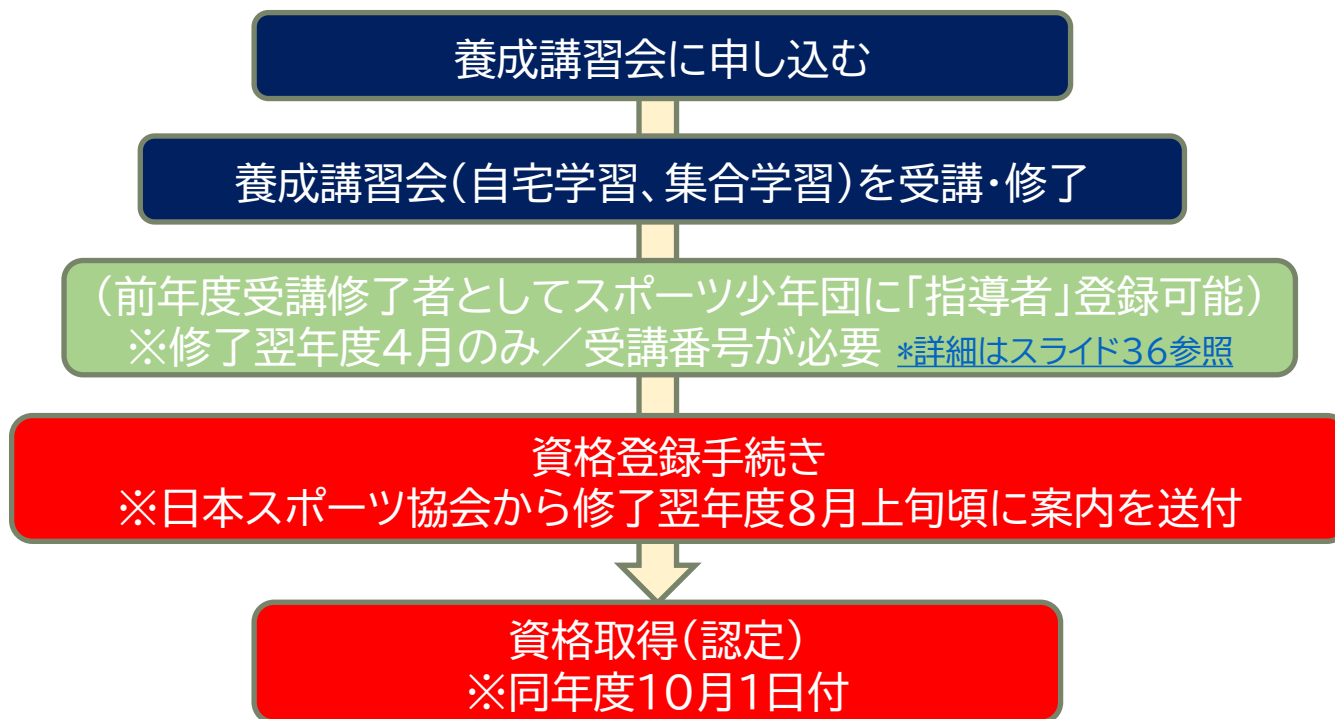 養成講習会に申し込む
養成講習会(自宅学習、集合学習)を受講・修了
(前年度受講修了者としてスポーツ少年団に「指導者」登録可能)
※修了翌年度4月のみ／受講番号が必要 *詳細はスライド36参照
資格登録手続き
※日本スポーツ協会から修了翌年度8月上旬頃に案内を送付
資格取得(認定)
※同年度10月1日付